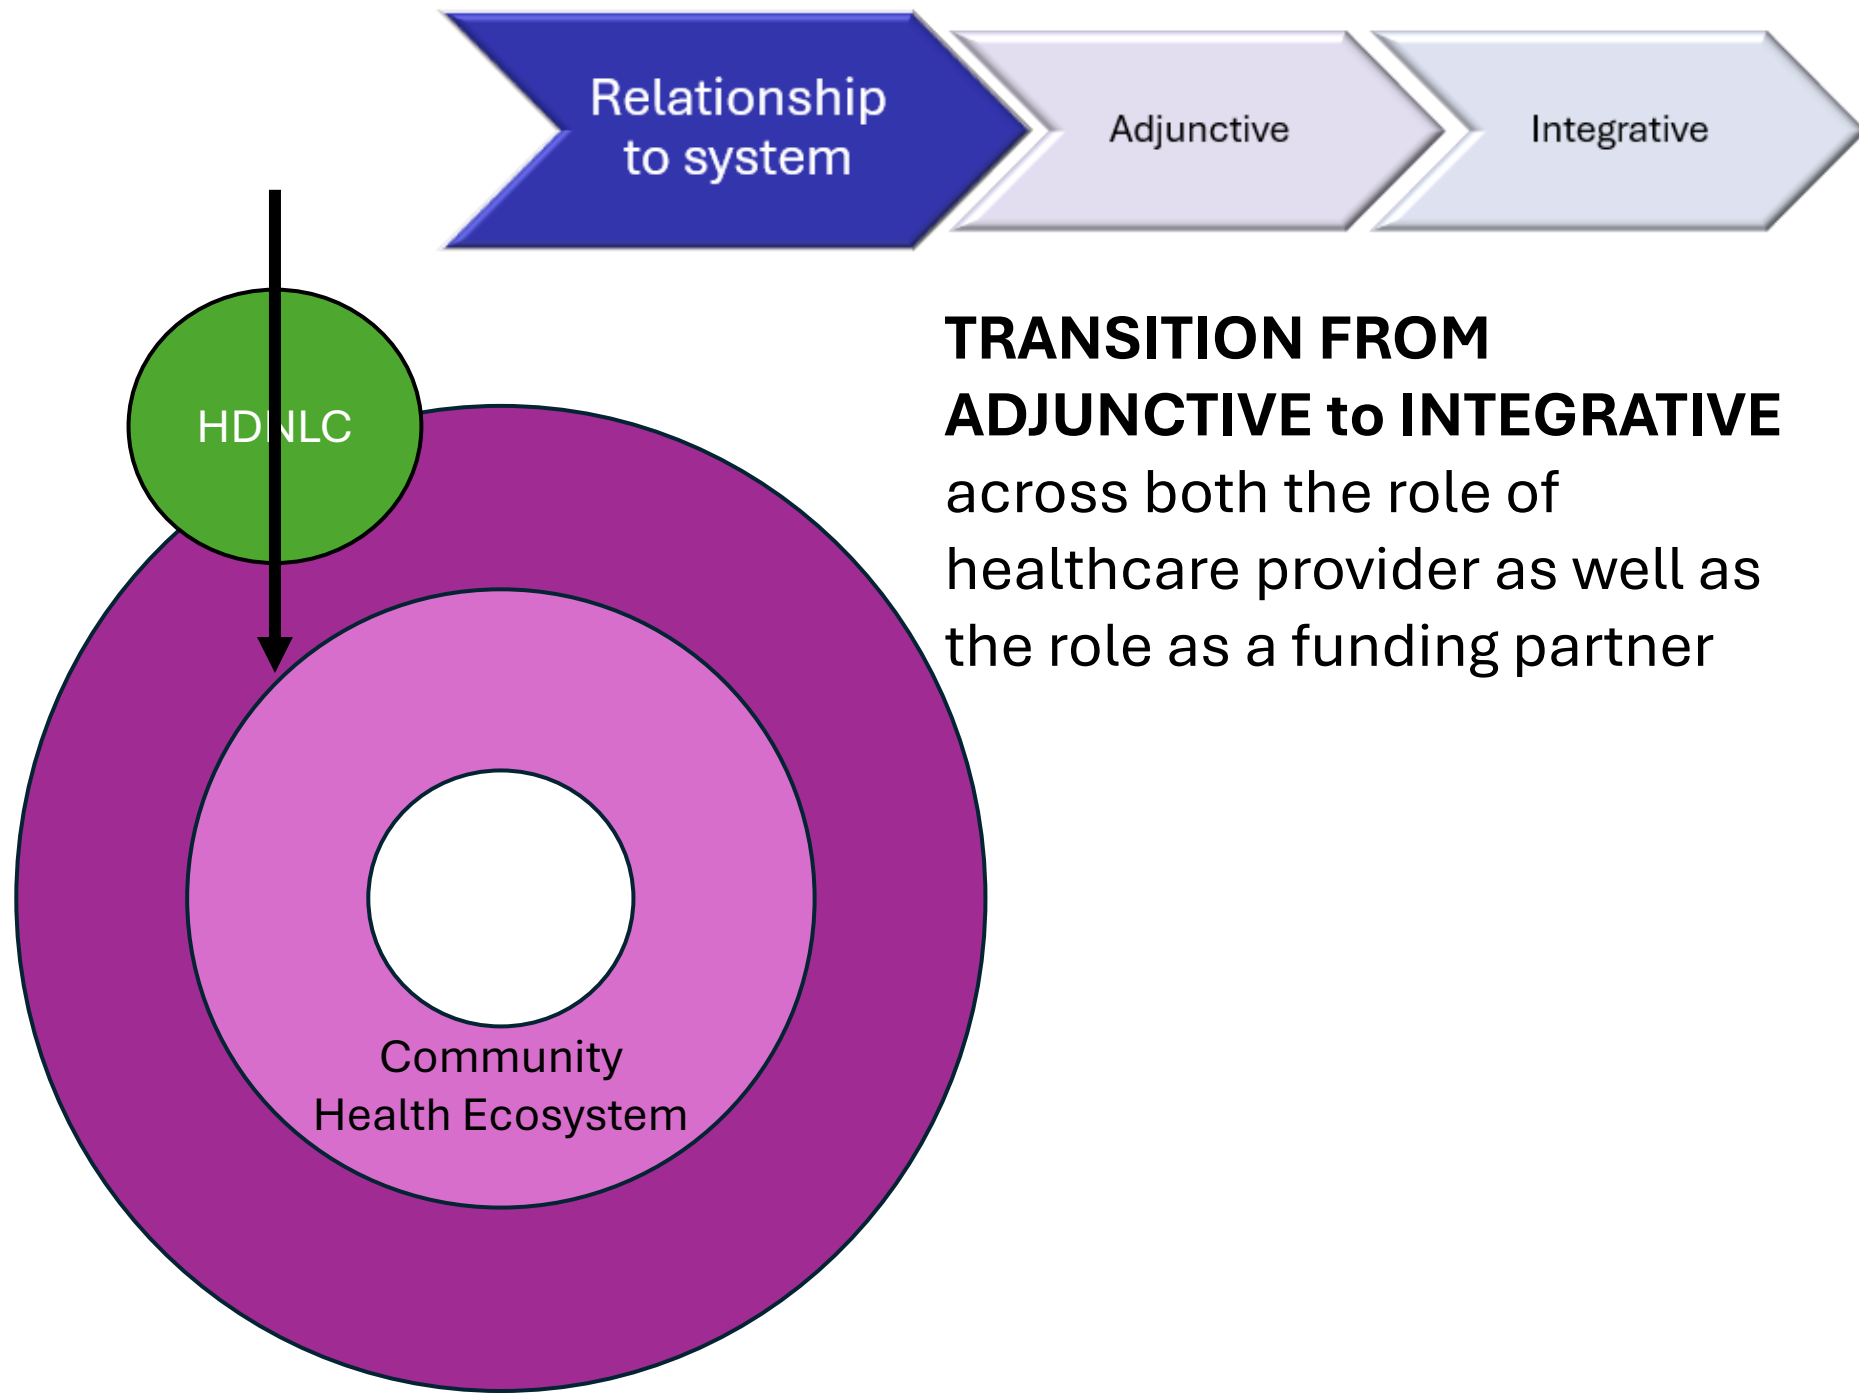 Relationship
to system
Adjunctive
Integrative
TRANSITION FROM
ADJUNCTIVE to INTEGRATIVE
across both the role of
healthcare provider as well as
the role as a funding partner
HDNLC
Community
Health Ecosystem